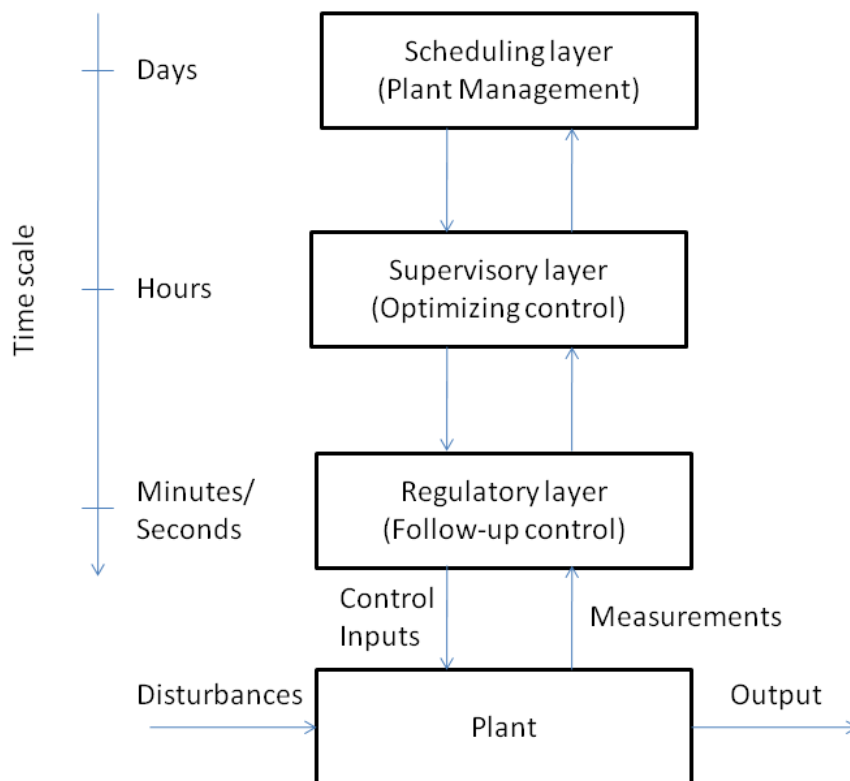 Scheduling layer
(Plant Management)
Days
Supervisory layer
(Optimizing control)
Hours
Time scale
Regulatory layer
(Follow-up control)
Minutes/
Seconds
Control
Inputs
Measurements
Disturbances
Plant
Output